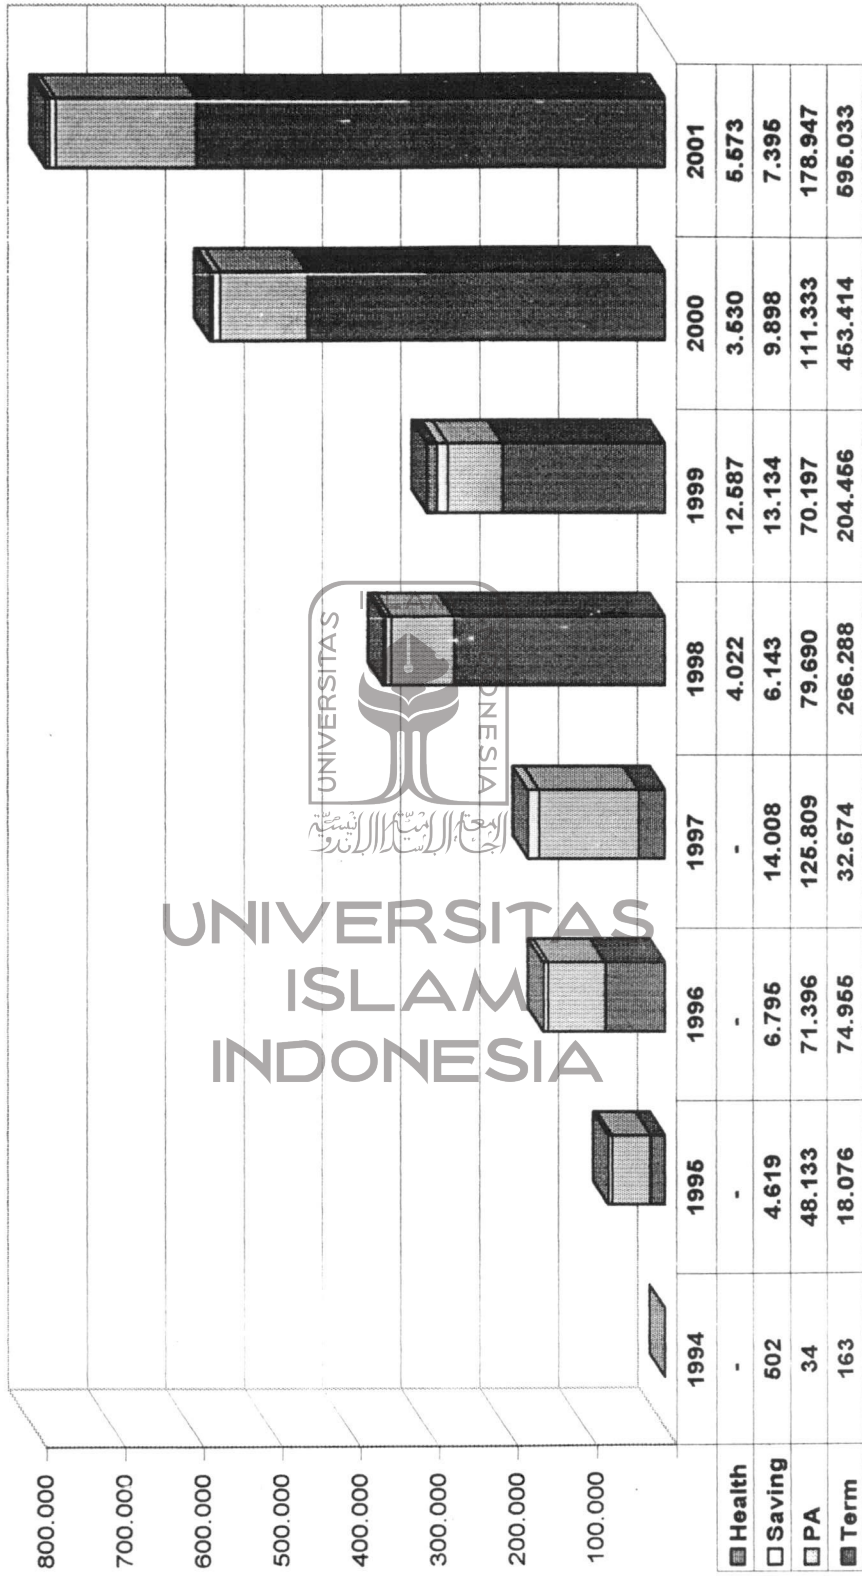 800.000
700.000
600.000
500.000
400.000
300.000
200.000
100.000
1994 1995 1996 1997 1998 1999 2000 2001
Health - - - - 4.022 12.587 3.530 5.573
Saving 502 4.619 6.795 14.008 6.143 13.134 9.898 7.395
PA 34 48.133 71.396 125.809 79.690 70.197 111.333 178.947
Term 163 18.076 74.955 32.674 266.288 204.456 453.414 595.033
UNIVERSITAS
ISLAM
INDONESIA
UNIVERSITAS
ISLAM
INDONESIA